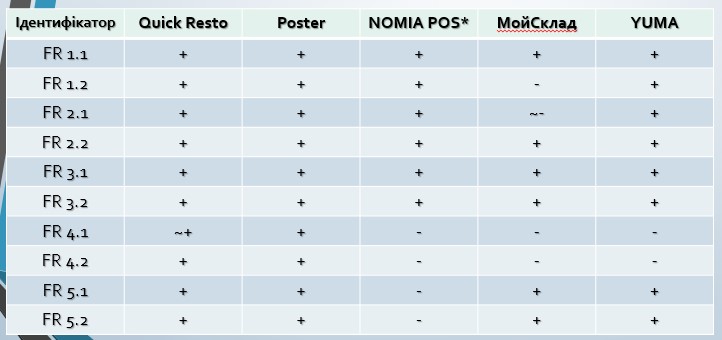 Ідентифікатор Quick Resto Poster NOMIA POS* МойСклад YUMA
FR 1.1 + + + + +
FR 1.2 + + + - +
FR 2.1 + + + ~- +
FR 2.2 + + + + +
FR 3.1 + + + + +
FR 3.2 + + + + +
FR 4.1 ~+ + - - -
FR 4.2 + + - - -
FR 5.1 + + - + +
FR 5.2 + + - + +